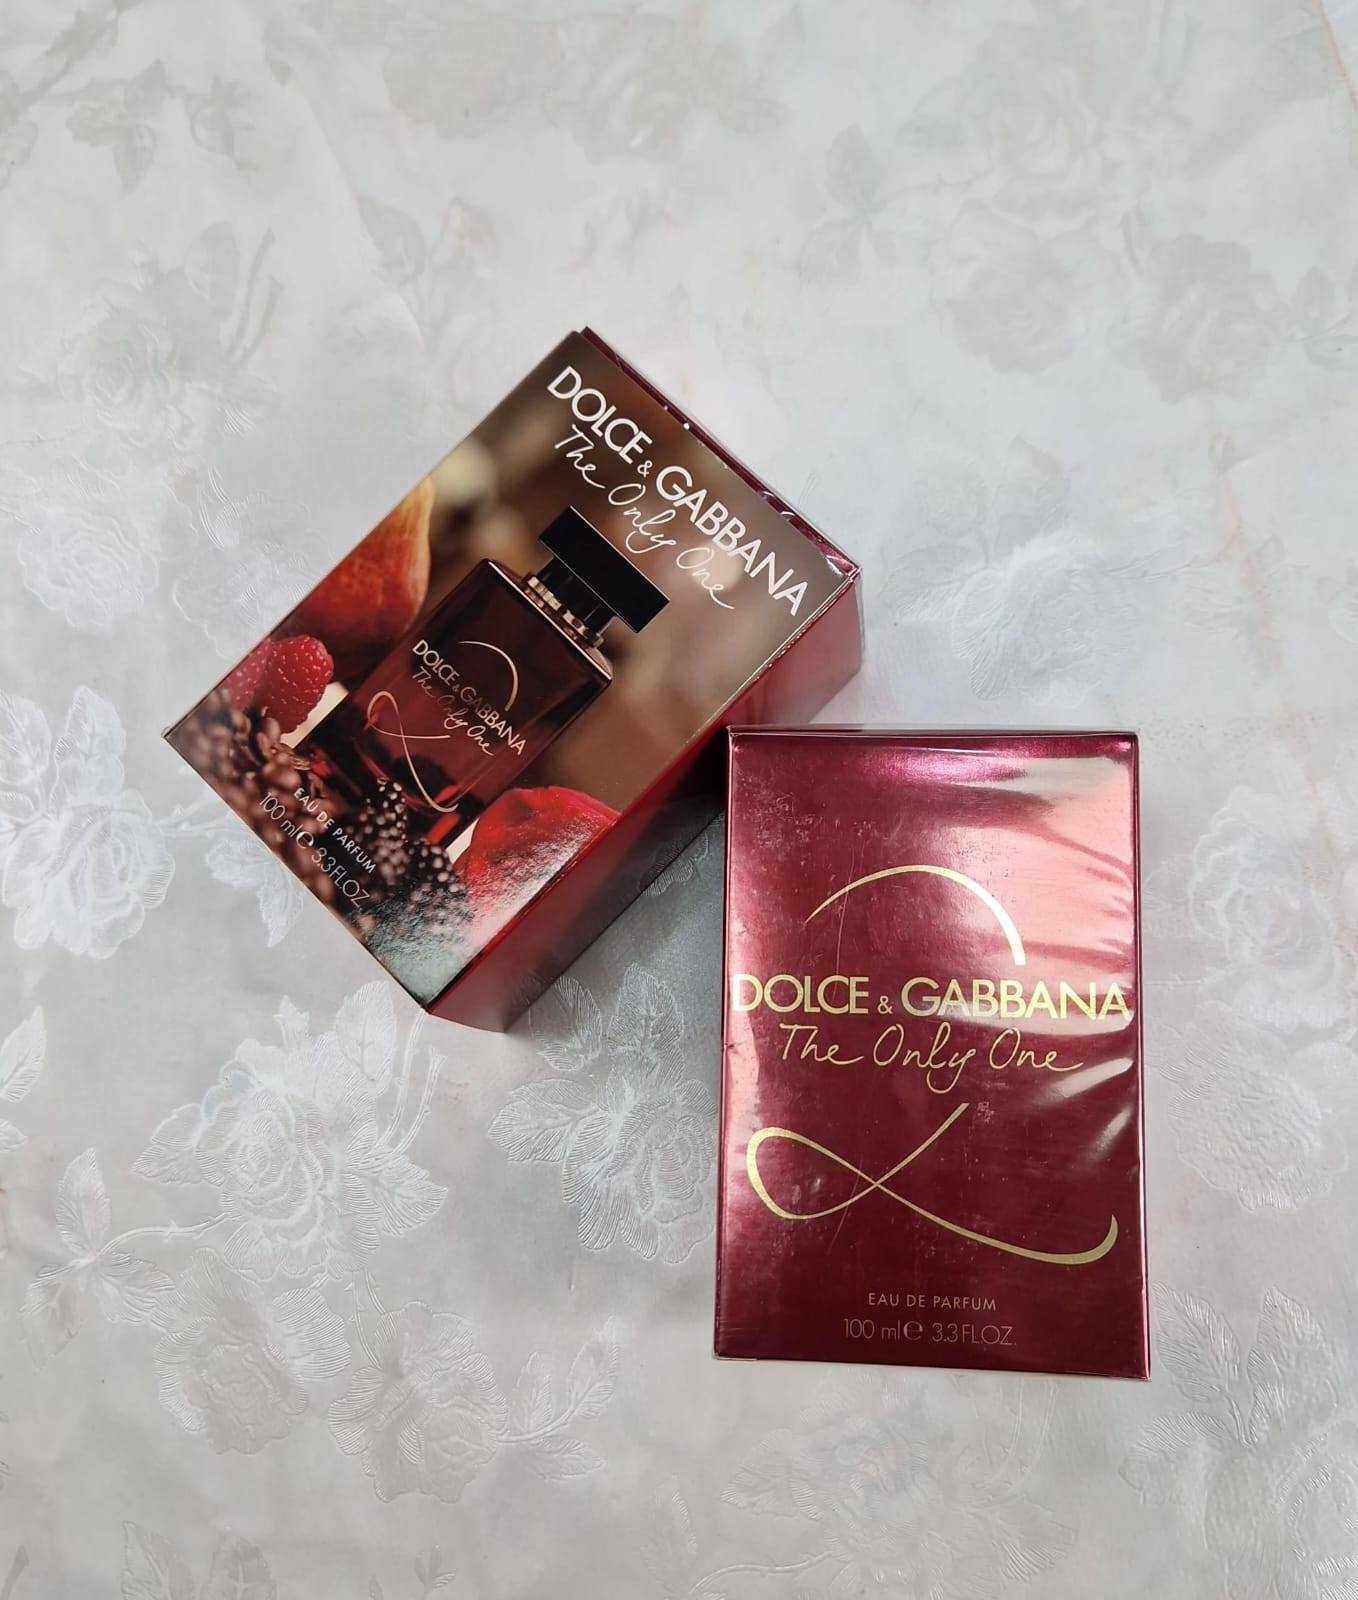 DOLCE & GABBANA
The Only One
DOLCE & GABBANA
The Only One
EAU DE PARFUM
100 ml ℮ 3.3 FL.OZ.
DOLCE & GABBANA
The Only One
2
EAU DE PARFUM
100 ml ℮ 3.3 FL.OZ.